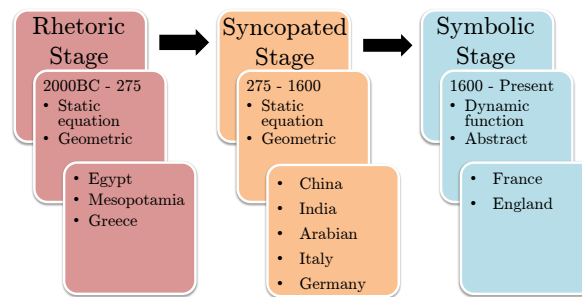 Rhetoric
Stage
2000BC - 275
• Static
equation
• Geometric
• Egypt
• Mesopotamia
• Greece
Syncopated
Stage
275 - 1600
• Static
equation
• Geometric
• China
• India
• Arabian
• Italy
• Germany
Symbolic
Stage
1600 - Present
• Dynamic
function
• Abstract
• France
• England